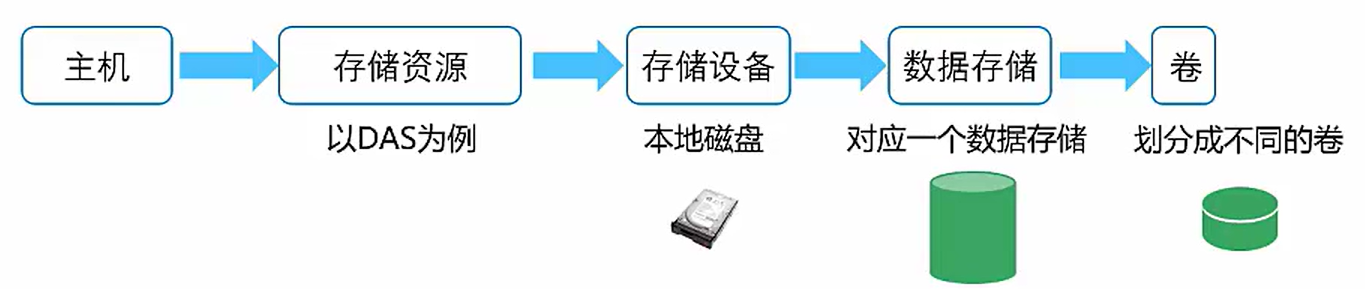 主机
存储资源
存储设备
数据存储
卷
以DAS为例
本地磁盘
对应一个数据存储
划分成不同的卷